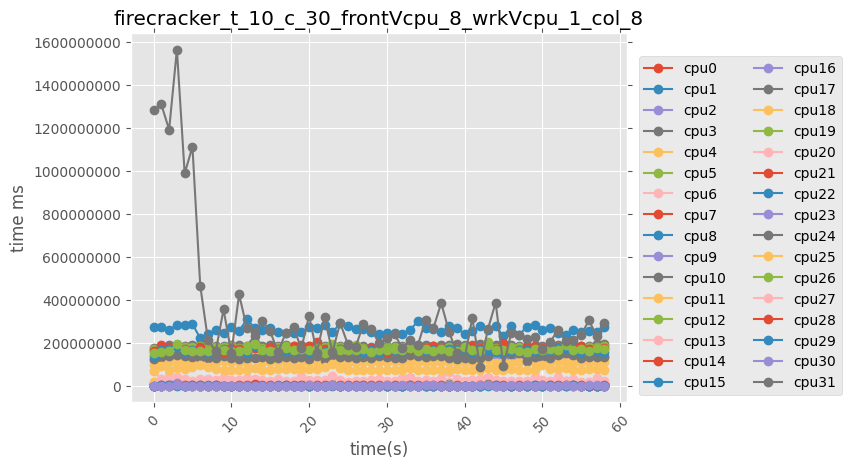 firecracker_t_10_c_30_frontVcpu_8_wrkVcpu_1_col_8
1600000000
1400000000
1200000000
1000000000
800000000
600000000
400000000
200000000
0
time ms
0 10 20 30 40 50 60
time(s)
cpu0 cpu16
cpu1 cpu17
cpu2 cpu18
cpu3 cpu19
cpu4 cpu20
cpu5 cpu21
cpu6 cpu22
cpu7 cpu23
cpu8 cpu24
cpu9 cpu25
cpu10 cpu26
cpu11 cpu27
cpu12 cpu28
cpu13 cpu29
cpu14 cpu30
cpu15 cpu31